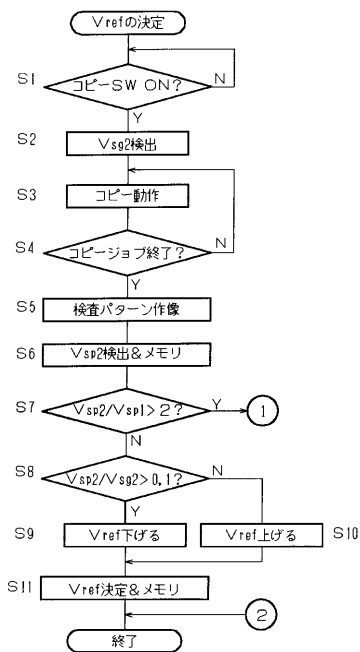 Vrefの決定
S1
コピーSW ON?
N
Y
S2
Vsg2検出
S3
コピー動作
S4
コピージョブ終了?
N
Y
S5
検査パターン作像
S6
Vsp2検出&メモリ
S7
Vsp2/Vsp1>2?
Y
1
N
S8
Vsp2/Vsg2>0.1?
N
Y
S9
Vref下げる
Vref上げる
S10
S11
Vref決定&メモリ
2
終了